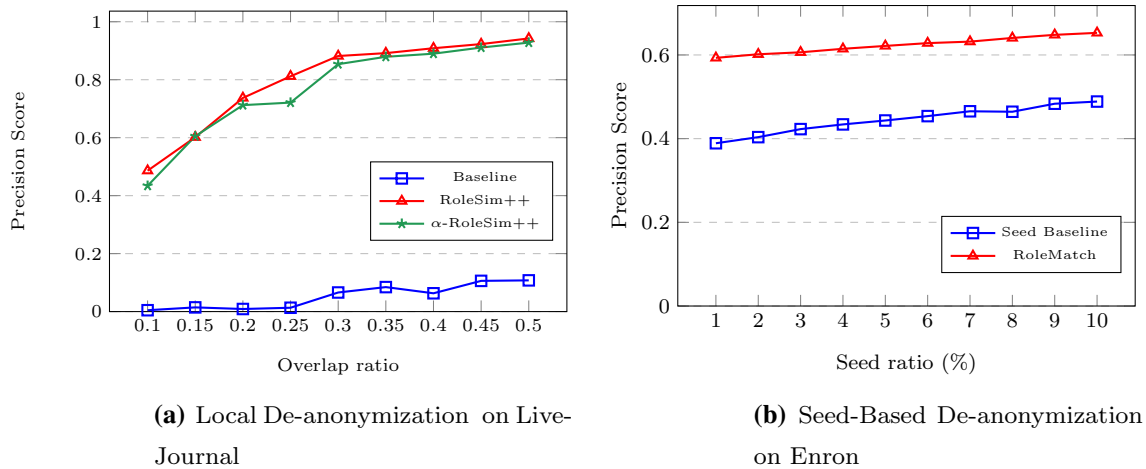 1
0.8
0.6
0.4
0.2
0
Precision Score
Baseline
RoleSim++
α-RoleSim++
0.1 0.15 0.2 0.25 0.3 0.35 0.4 0.45 0.5
Overlap ratio
(a) Local De-anonymization on Live-
Journal
0.6
0.4
0.2
0
Precision Score
Seed Baseline
RoleMatch
1 2 3 4 5 6 7 8 9 10
Seed ratio (%)
(b) Seed-Based De-anonymization
on Enron